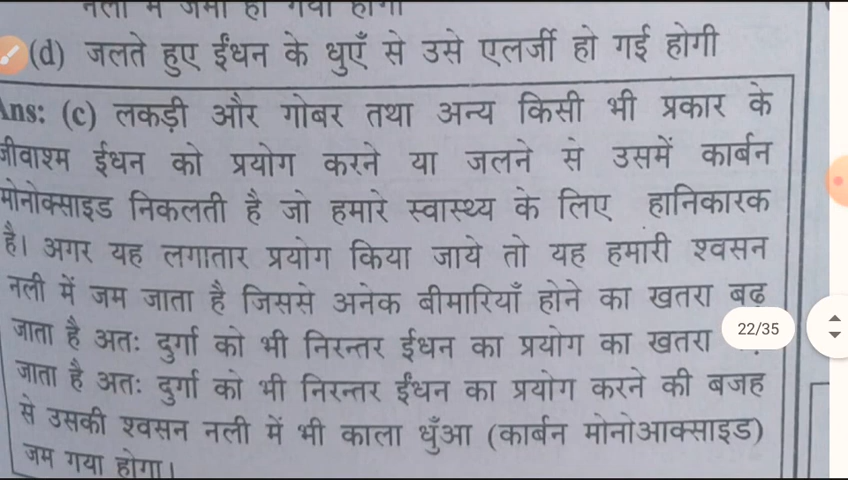 नली में जमा हो गया होगा
(d) जलते हुए ईंधन के धुएँ से उसे एलर्जी हो गई होगी
Ans: (c) लकड़ी और गोबर तथा अन्य किसी भी प्रकार के
जीवाश्म ईंधन को प्रयोग करने या जलने से उसमें कार्बन
मोनोक्साइड निकलती है जो हमारे स्वास्थ्य के लिए हानिकारक
है। अगर यह लगातार प्रयोग किया जाये तो यह हमारी श्वसन
नली में जम जाता है जिससे अनेक बीमारियाँ होने का खतरा बढ़
जाता है अतः दुर्गा को भी निरन्तर ईंधन का प्रयोग का खतरा
जाता है अतः दुर्गा को भी निरन्तर ईंधन का प्रयोग करने की बजह
से उसकी श्वसन नली में भी काला धुँआ (कार्बन मोनोआक्साइड)
जम गया होगा।
22/35